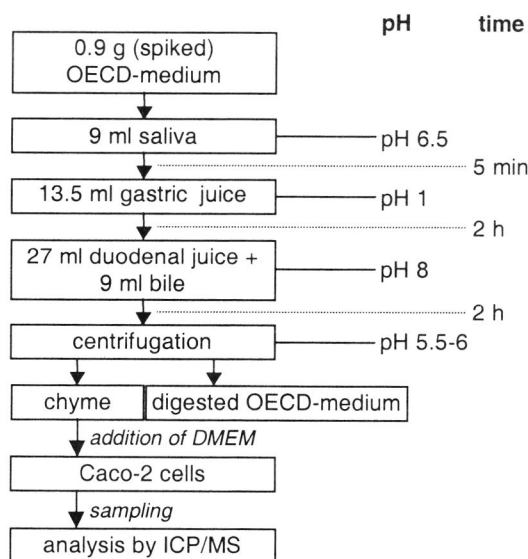 pH time
0.9 g (spiked)
OECD-medium
9 ml saliva
pH 6.5
5 min
13.5 ml gastric juice
pH 1
2 h
27 ml duodenal juice +
9 ml bile
pH 8
2 h
centrifugation
pH 5.5-6
chyme
digested OECD-medium
addition of DMEM
Caco-2 cells
sampling
analysis by ICP/MS